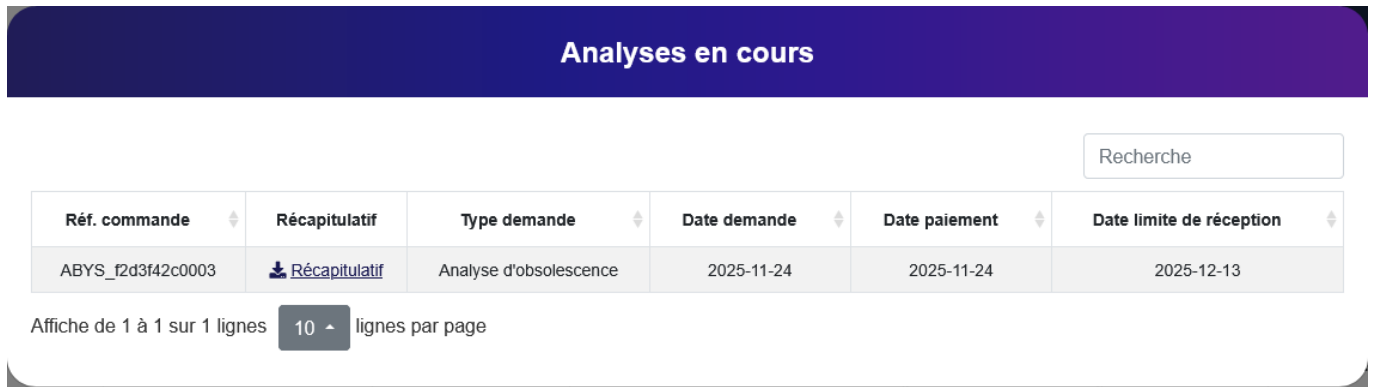 Analyses en cours
Recherche
Réf. commande Récapitulatif Type demande Date demande Date paiement Date limite de réception
ABYS_f2d3f42c0003 Récapitulatif Analyse d'obsolescence 2025-11-24 2025-11-24 2025-12-13
Affiche de 1 à 1 sur 1 lignes 10 lignes par page